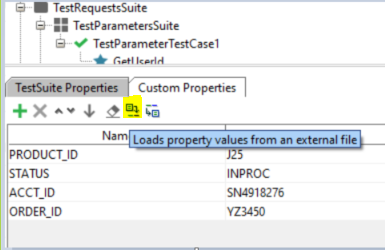 TestRequestsSuite
TestParametersSuite
TestParameterTestCase1
GetUserId
TestSuite Properties Custom Properties
Nam
Loads property values from an external file
PRODUCT_ID J25
STATUS INPROC
ACCT_ID SN4918276
ORDER_ID YZ3450